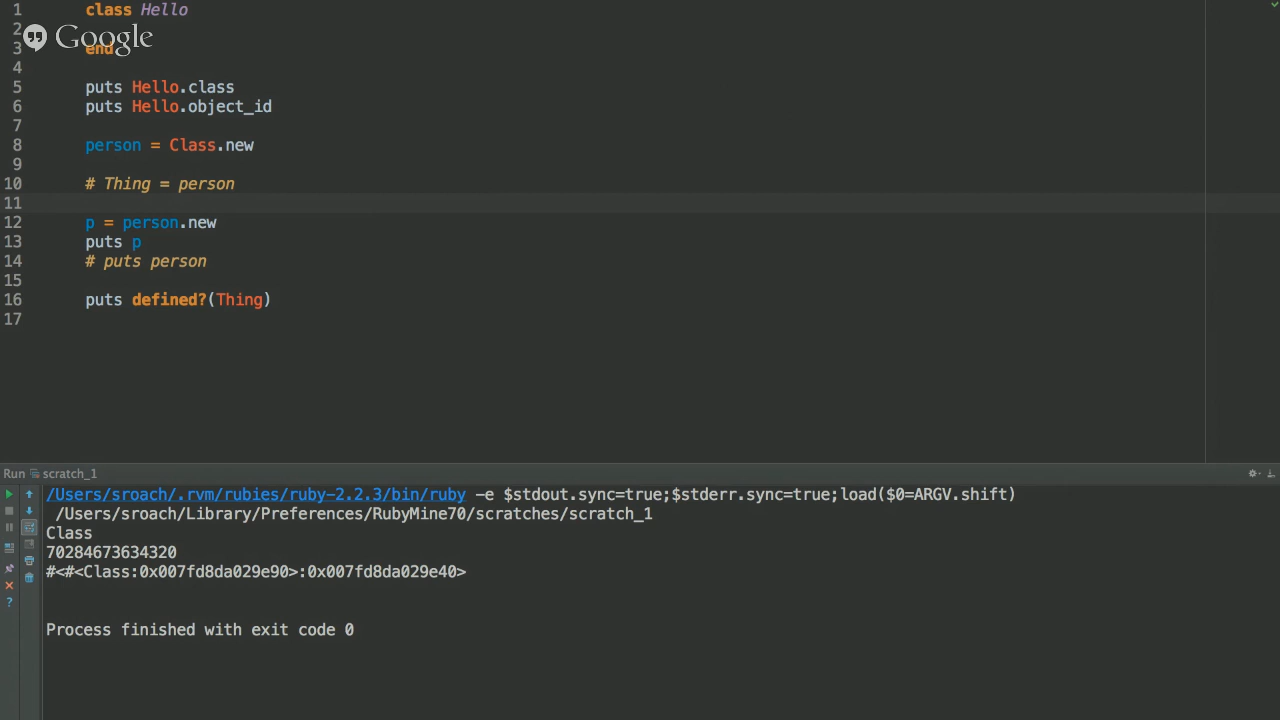 1 class Hello
2
Google
3 end
4
5 puts Hello.class
6 puts Hello.object_id
7
8 person = Class.new
9
10 # Thing = person
11
12 p = person.new
13 puts p
14 # puts person
15
16 puts defined?(Thing)
17
Run scratch_1
/Users/sroach/.rvm/rubies/ruby-2.2.3/bin/ruby -e $stdout.sync=true;$stderr.sync=true;load($0=ARGV.shift)
/Users/sroach/Library/Preferences/RubyMine70/scratches/scratch_1
Class
70284673634320
#<#<Class:0x007fd8da029e90>:0x007fd8da029e40>
Process finished with exit code 0